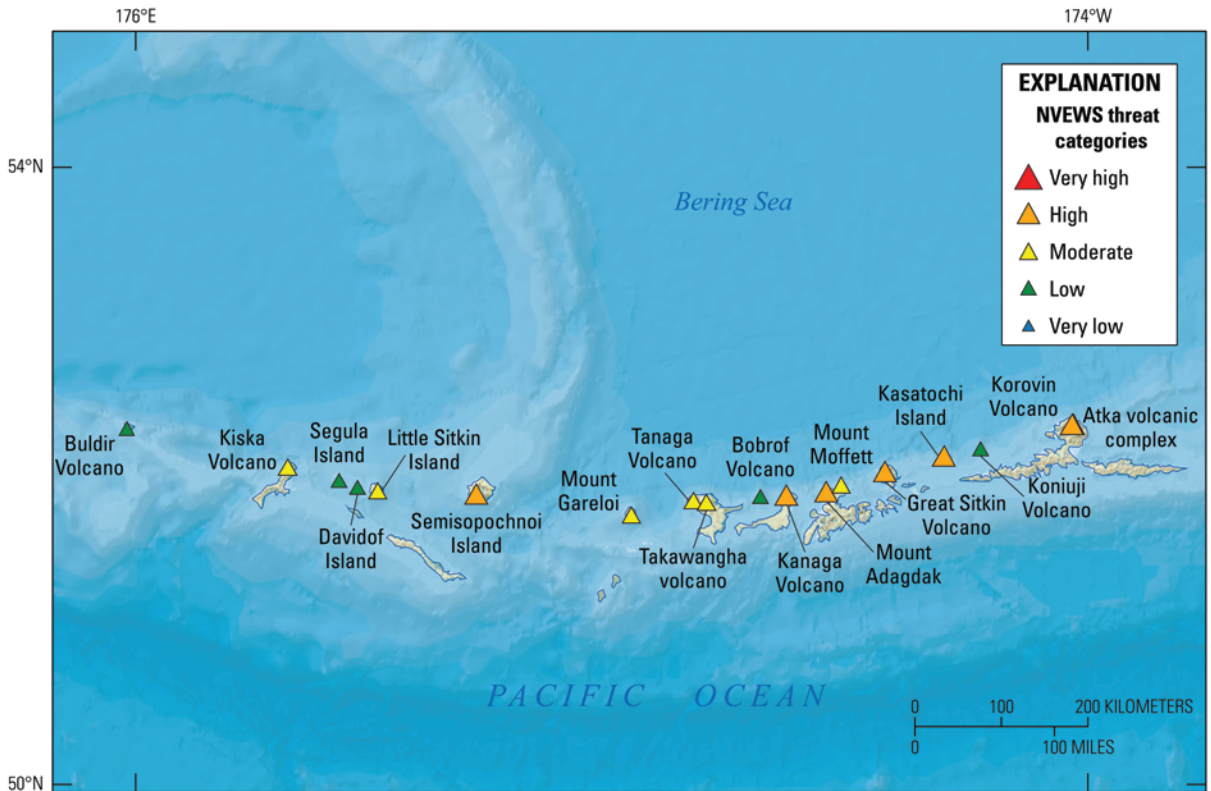 176°E
174°W
54°N
50°N
EXPLANATION
NVEWS threat
categories
Very high
High
Moderate
Low
Very low
Bering Sea
Buldir
Volcano
Kiska
Volcano
Segula
Island
Davidof
Island
Little Sitkin
Island
Semisopochnoi
Island
Mount
Gareloi
Tanaga
Volcano
Takawangha
volcano
Bobrof
Volcano
Kanaga
Volcano
Mount
Moffett
Mount
Adagdak
Great Sitkin
Volcano
Kasatochi
Island
Koniuji
Volcano
Korovin
Volcano
Atka volcanic
complex
PACIFIC OCEAN
0 100 200 KILOMETERS
0 100 MILES